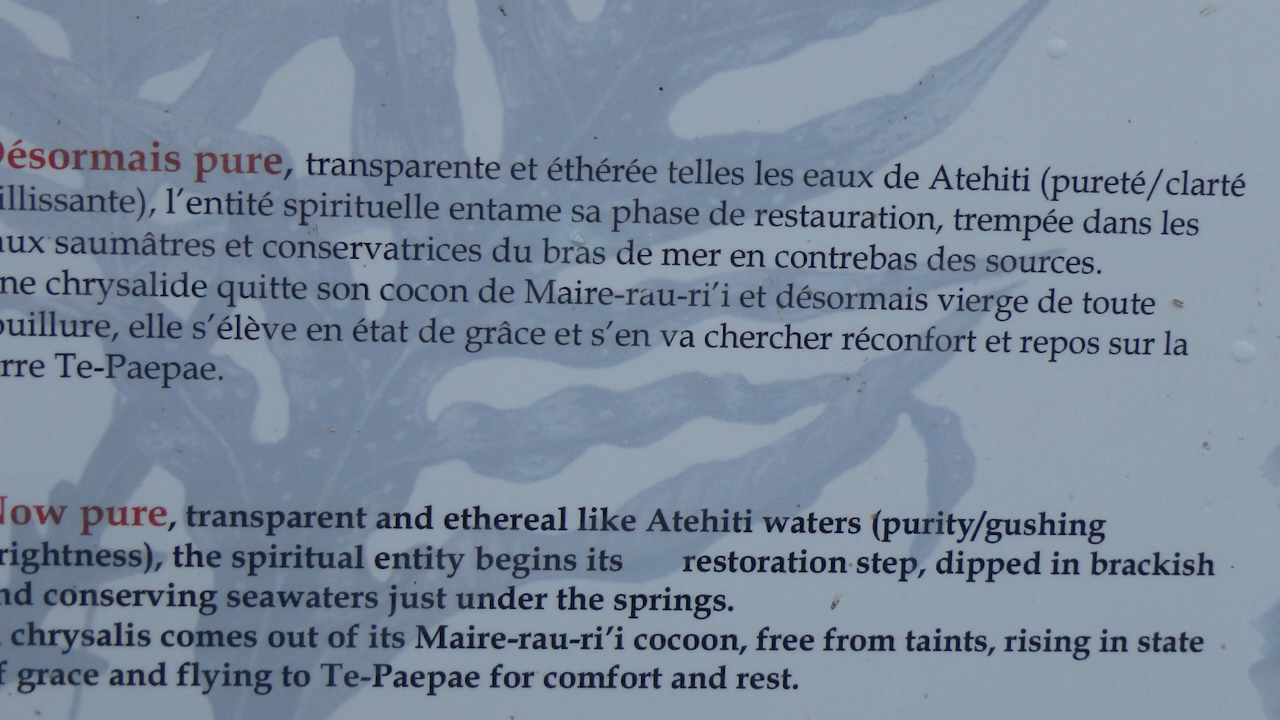 Désormais pure, transparente et éthérée telles les eaux de Atehiti (pureté/clarté
illissante), l'entité spirituelle entame sa phase de restauration, trempée dans les
aux saumâtres et conservatrices du bras de mer en contrebas des sources.
ne chrysalide quitte son cocon de Maire-rau-ri'i et désormais vierge de toute
ouillure, elle s'élève en état de grâce et s'en va chercher réconfort et repos sur la
rre Te-Paepae.
Now pure, transparent and ethereal like Atehiti waters (purity/gushing
rightness), the spiritual entity begins its restoration step, dipped in brackish
nd conserving seawaters just under the springs.
chrysalis comes out of its Maire-rau-ri'i cocoon, free from taints, rising in state
f grace and flying to Te-Paepae for comfort and rest.